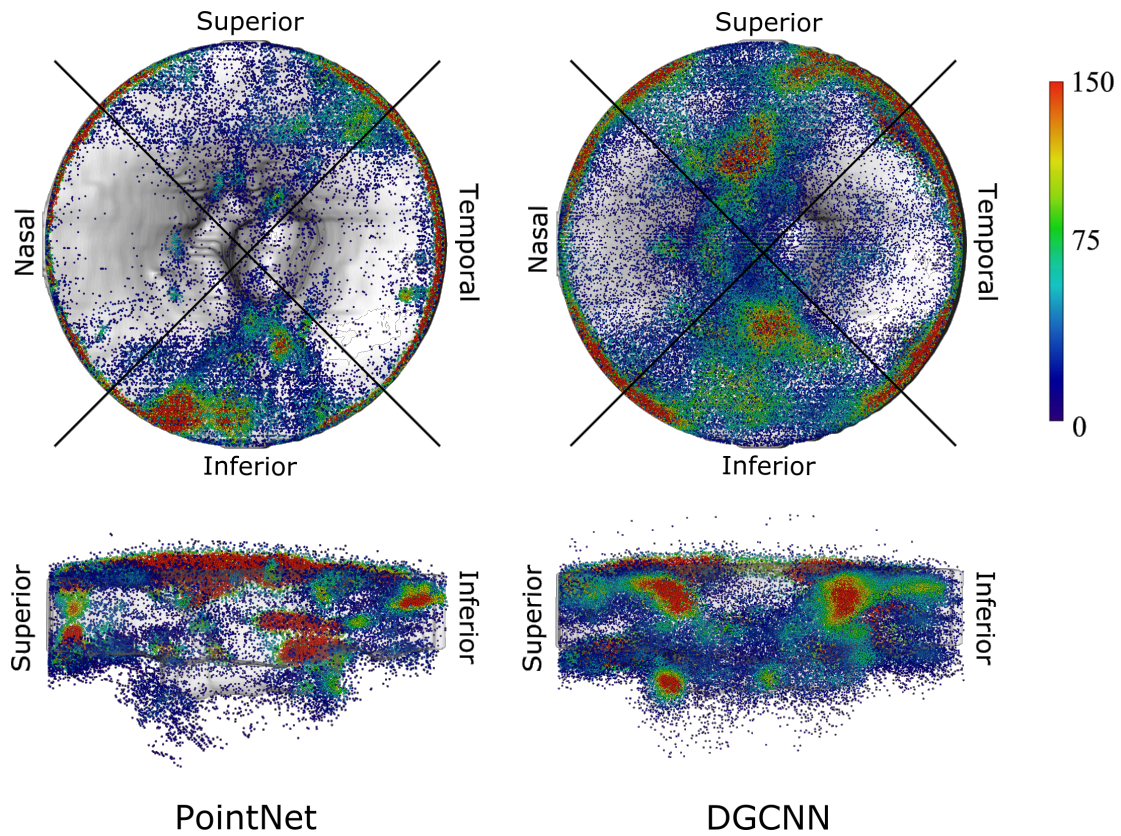 Superior
Superior
150
Nasal
Temporal
Nasal
Temporal
75
0
Inferior
Inferior
Superior
Inferior
Superior
Inferior
PointNet
DGCNN